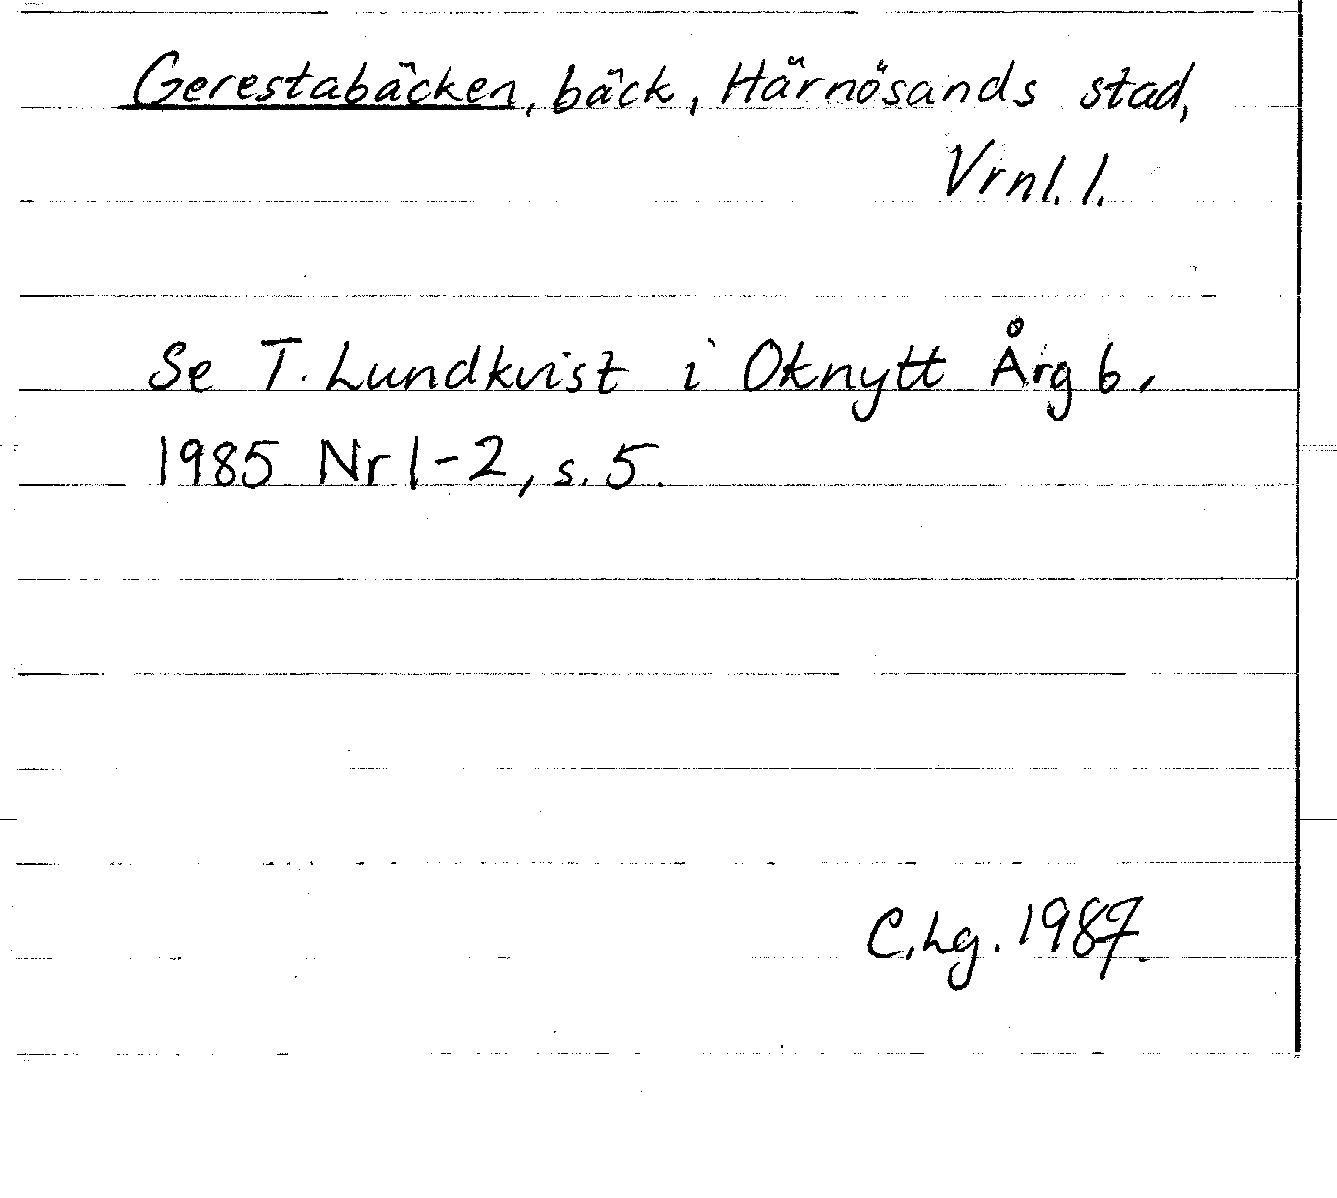 Gerestabäcken, bäck, Härnösands stad,
Vrnl. l.
Se T. Lundkvist i Oknytt Årg 6,
1985 Nr 1-2, s. 5.
C. Lg. 1987.